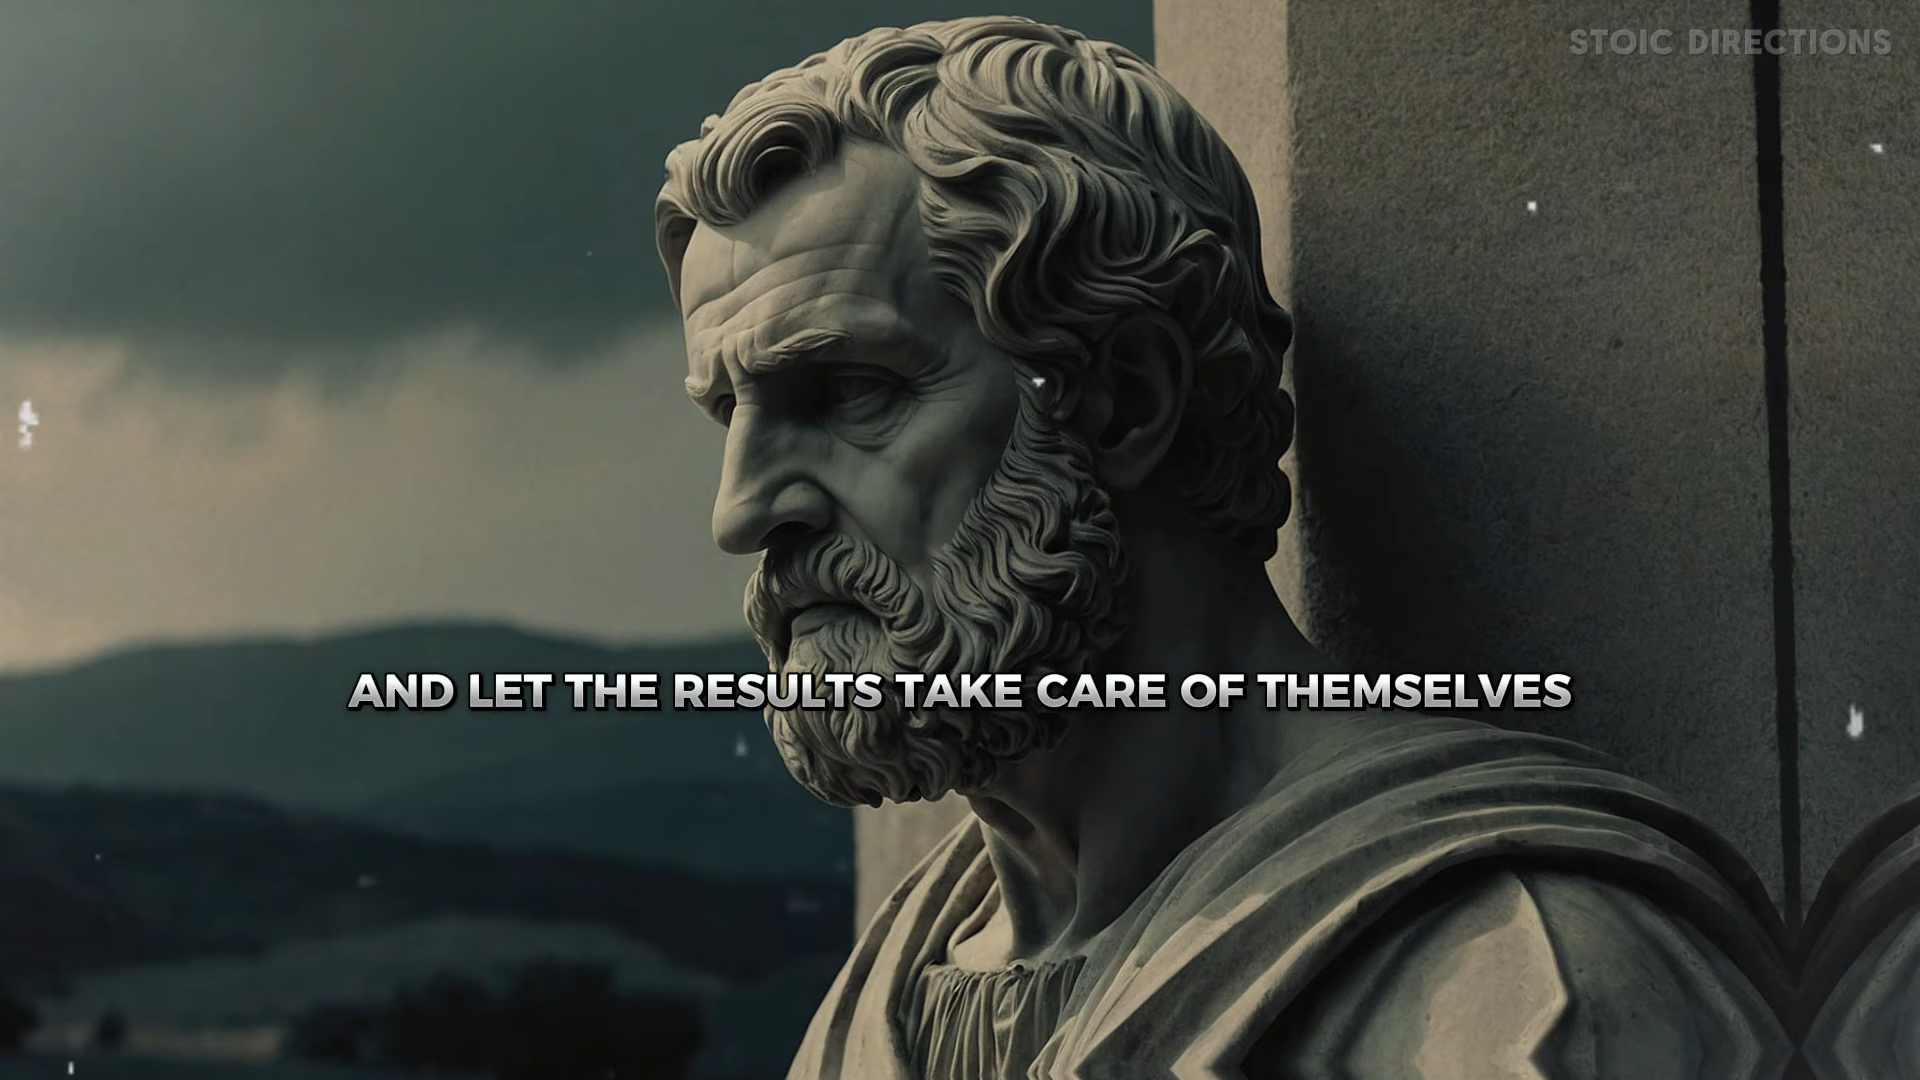 STOIC DIRECTIONS
AND LET THE RESULTS TAKE CARE OF THEMSELVES